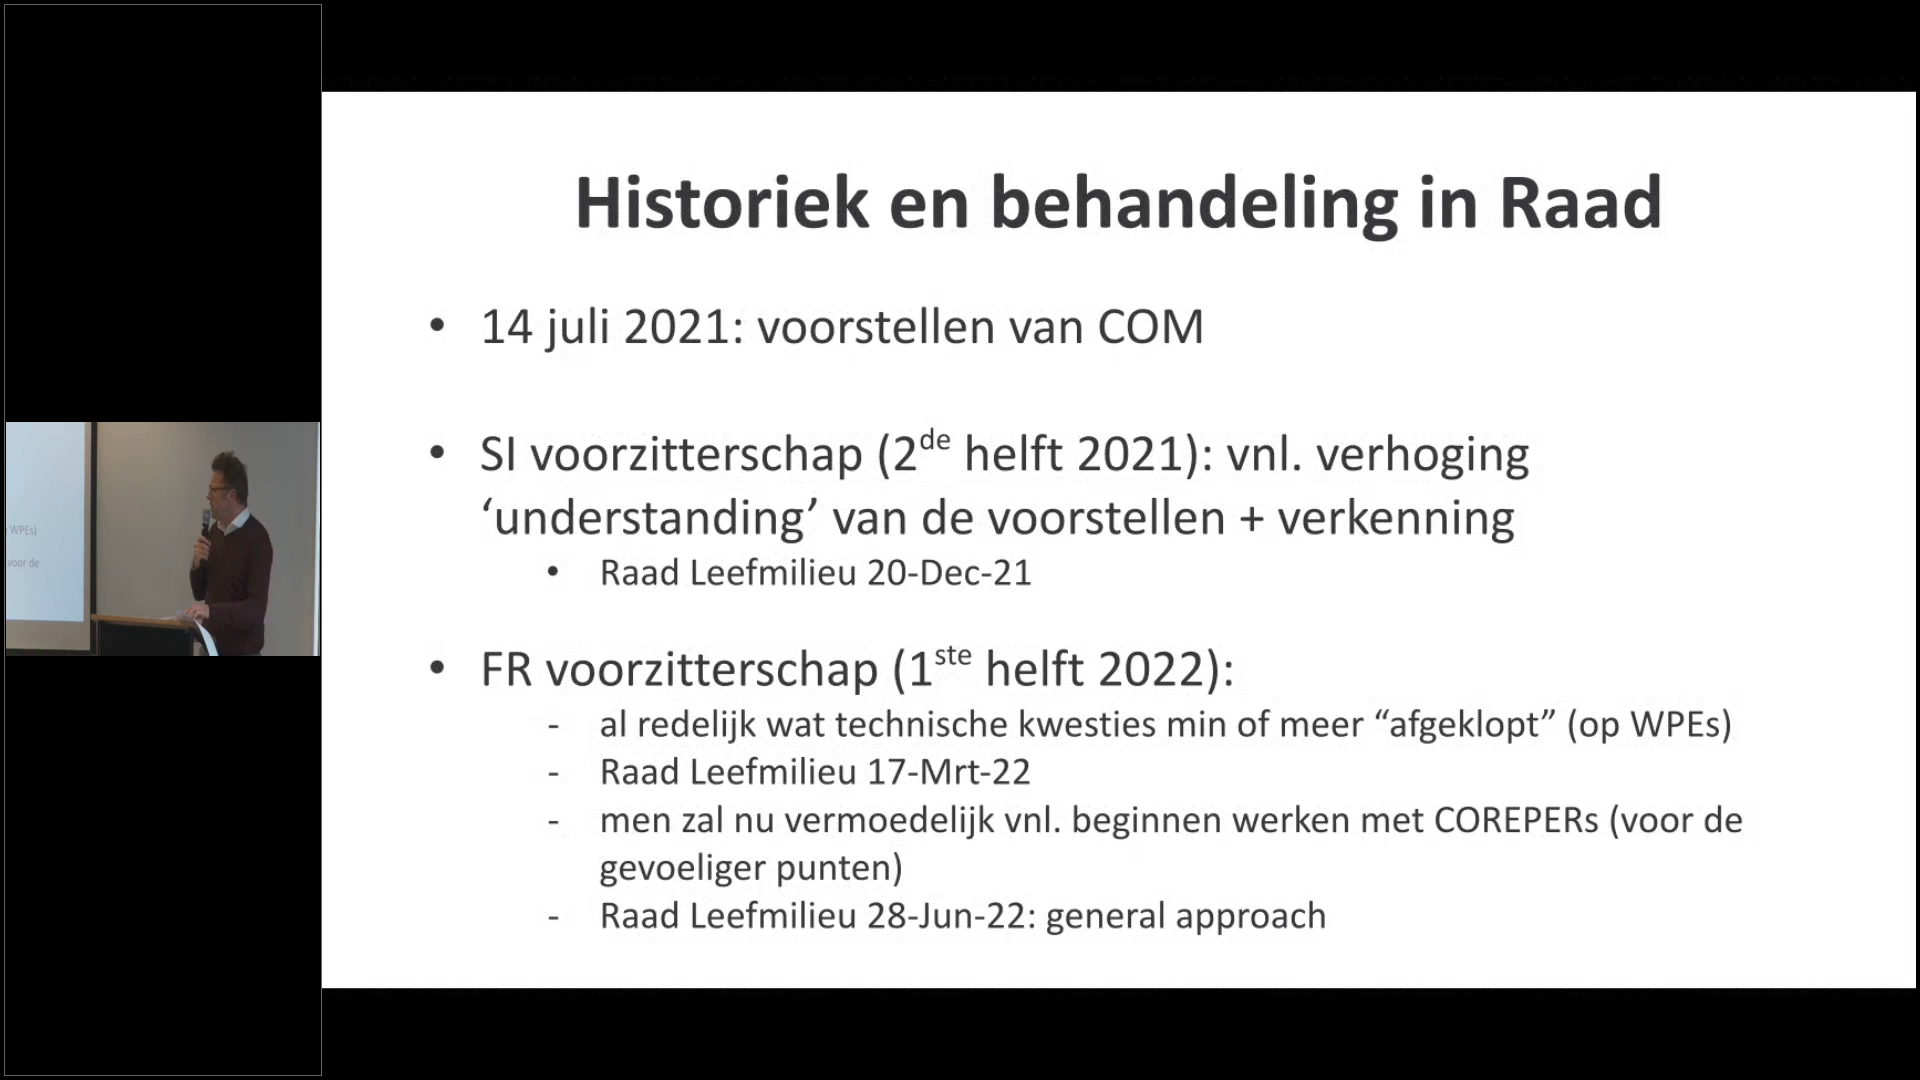 Historiek en behandeling in Raad
• 14 juli 2021: voorstellen van COM
• SI voorzitterschap (2de helft 2021): vnl. verhoging
‘understanding’ van de voorstellen + verkenning
• Raad Leefmilieu 20-Dec-21
• FR voorzitterschap (1ste helft 2022):
- al redelijk wat technische kwesties min of meer “afgeklopt” (op WPEs)
- Raad Leefmilieu 17-Mrt-22
- men zal nu vermoedelijk vnl. beginnen werken met COREPERs (voor de
gevoeliger punten)
- Raad Leefmilieu 28-Jun-22: general approach
WPEs)
voor de